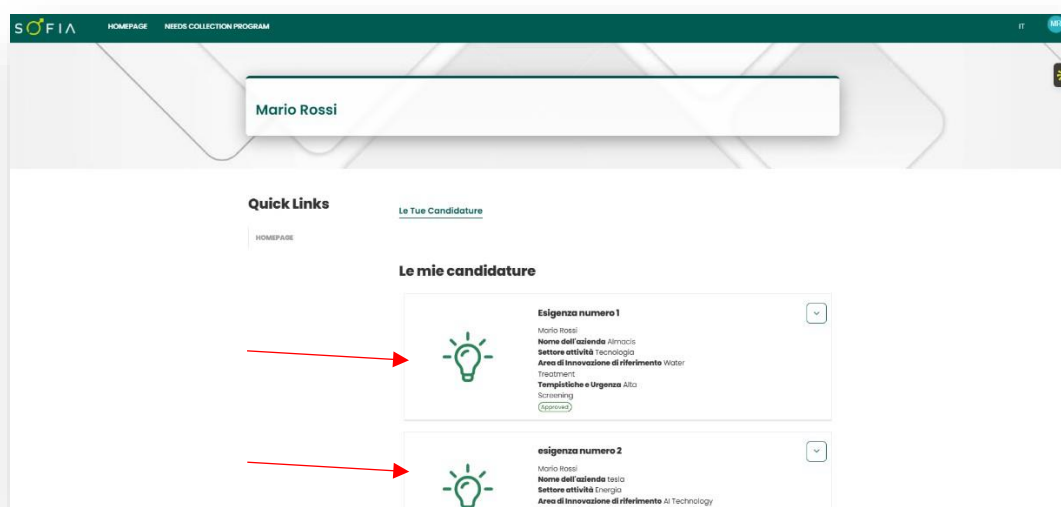 SOFIA HOMEPAGE NEEDS COLLECTION PROGRAM IT MR
Mario Rossi
Quick Links
HOMEPAGE
Le Tue Candidature
Le mie candidature
Esigenza numero 1
Mario Rossi
Nome dell'azienda Almacis
Settore attività Tecnologia
Area di Innovazione di riferimento Water
Treatment
Tempistiche e Urgenza Alta
Screening
Approved
esigenza numero 2
Mario Rossi
Nome dell'azienda tesla
Settore attività Energia
Area di Innovazione di riferimento AI Technology